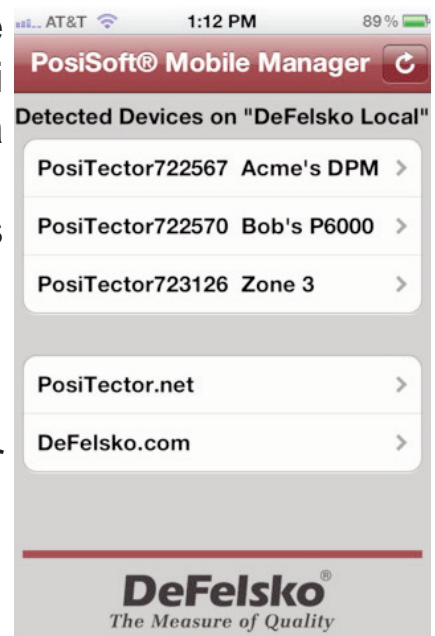 AT&T 1:12 PM 89%
PosiSoft® Mobile Manager
Detected Devices on "DeFelsko Local"
PosiTector722567 Acme's DPM
PosiTector722570 Bob's P6000
PosiTector723126 Zone 3
PosiTector.net
DeFelsko.com
DeFelsko®
The Measure of Quality